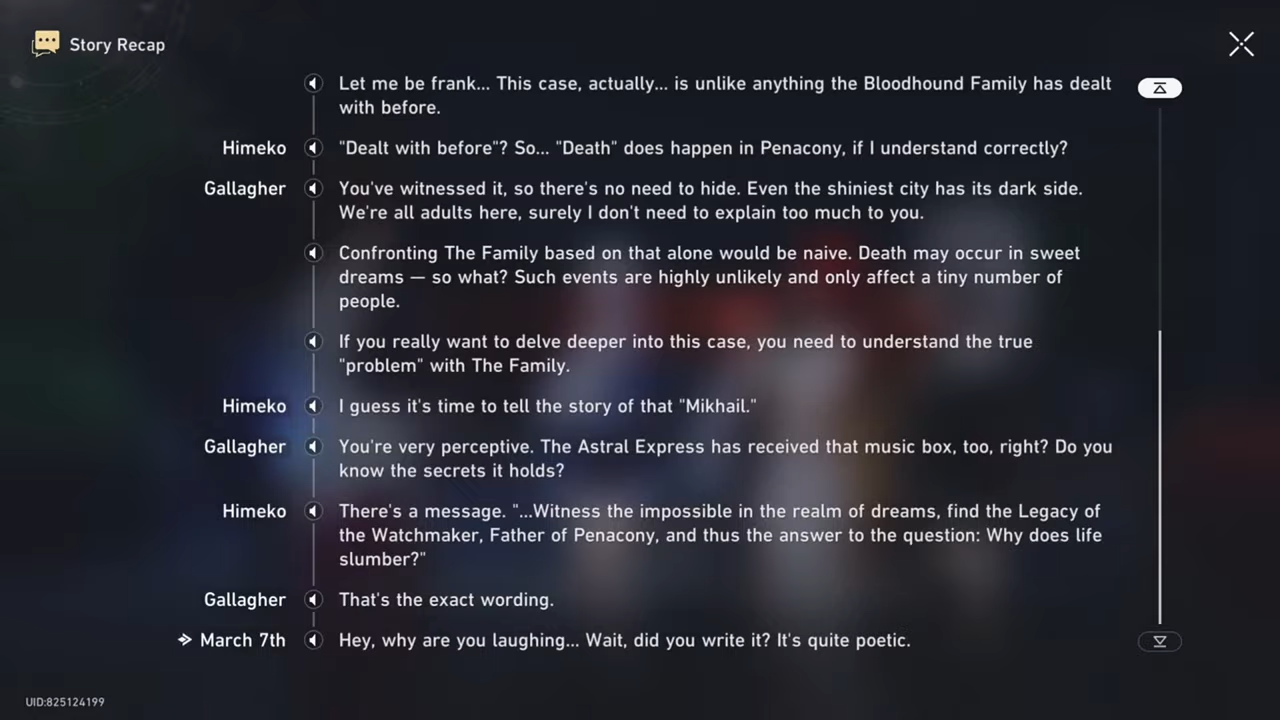 Story Recap
Let me be frank... This case, actually... is unlike anything the Bloodhound Family has dealt
with before.
Himeko "Dealt with before"? So... "Death" does happen in Penacony, if I understand correctly?
Gallagher You've witnessed it, so there's no need to hide. Even the shiniest city has its dark side.
We're all adults here, surely I don't need to explain too much to you.
Confronting The Family based on that alone would be naive. Death may occur in sweet
dreams — so what? Such events are highly unlikely and only affect a tiny number of
people.
If you really want to delve deeper into this case, you need to understand the true
"problem" with The Family.
Himeko I guess it's time to tell the story of that "Mikhail."
Gallagher You're very perceptive. The Astral Express has received that music box, too, right? Do you
know the secrets it holds?
Himeko There's a message. "...Witness the impossible in the realm of dreams, find the Legacy of
the Watchmaker, Father of Penacony, and thus the answer to the question: Why does life
slumber?"
Gallagher That's the exact wording.
March 7th Hey, why are you laughing... Wait, did you write it? It's quite poetic.
UID:825124199